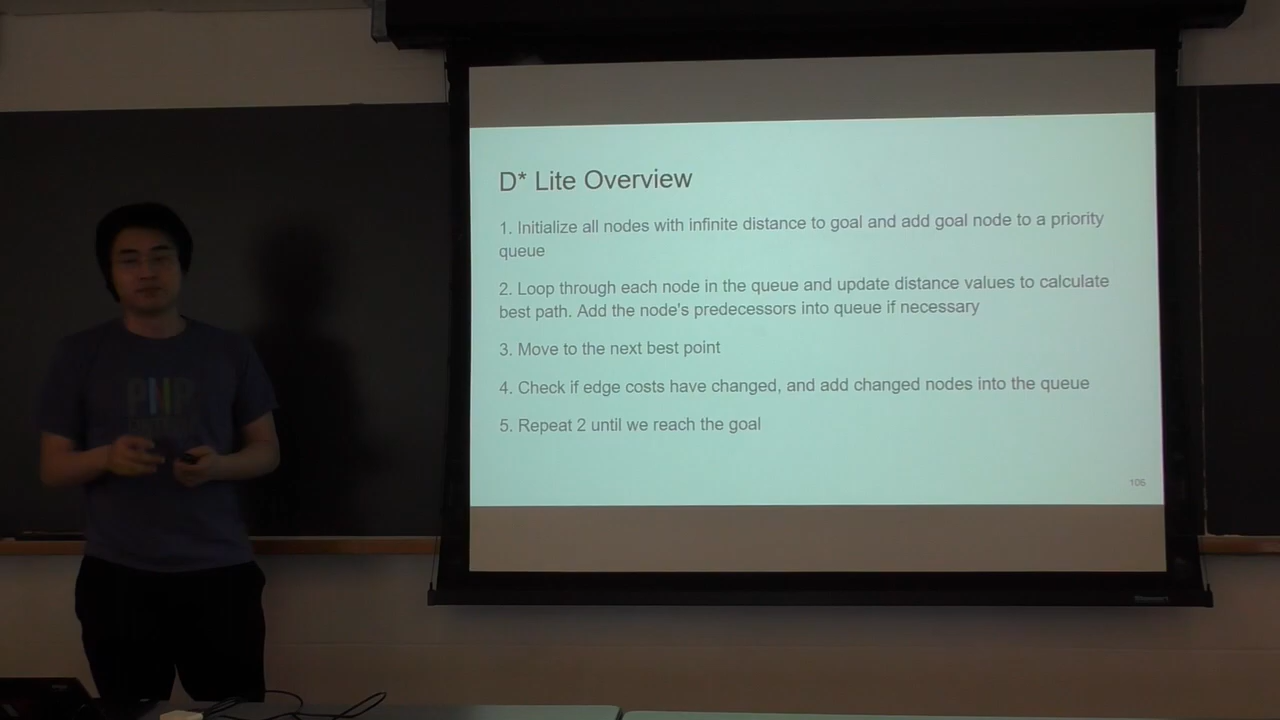 D* Lite Overview
1. Initialize all nodes with infinite distance to goal and add goal node to a priority
queue
2. Loop through each node in the queue and update distance values to calculate
best path. Add the node's predecessors into queue if necessary
3. Move to the next best point
4. Check if edge costs have changed, and add changed nodes into the queue
5. Repeat 2 until we reach the goal
106